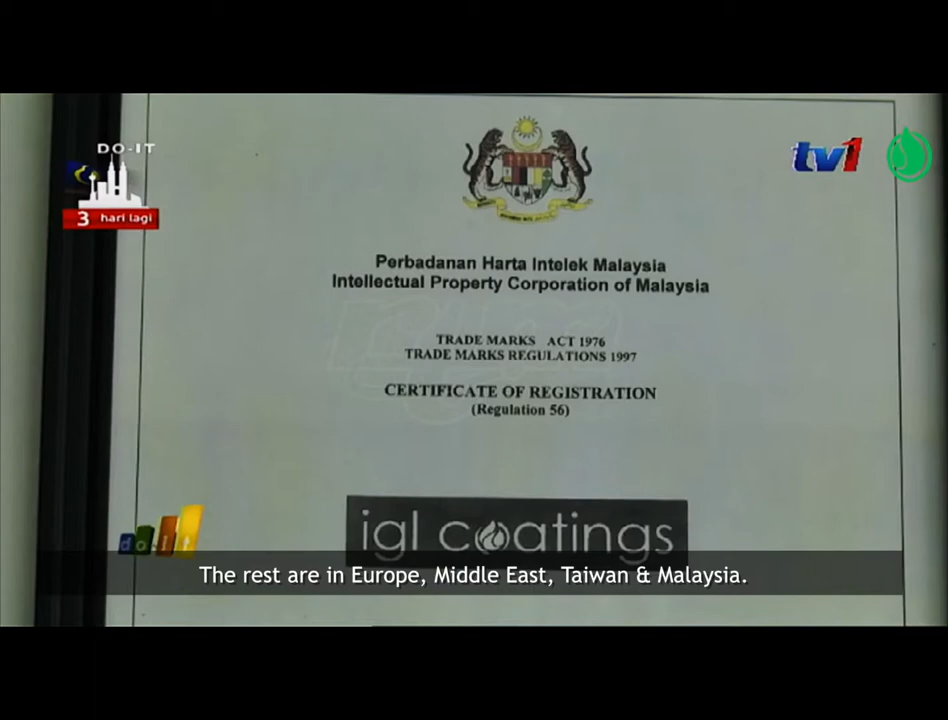 DO-IT
3 hari lagi
tv1
Perbadanan Harta Intelek Malaysia
Intellectual Property Corporation of Malaysia
TRADE MARKS ACT 1976
TRADE MARKS REGULATIONS 1997
CERTIFICATE OF REGISTRATION
(Regulation 56)
igl coatings
do.it
The rest are in Europe, Middle East, Taiwan & Malaysia.